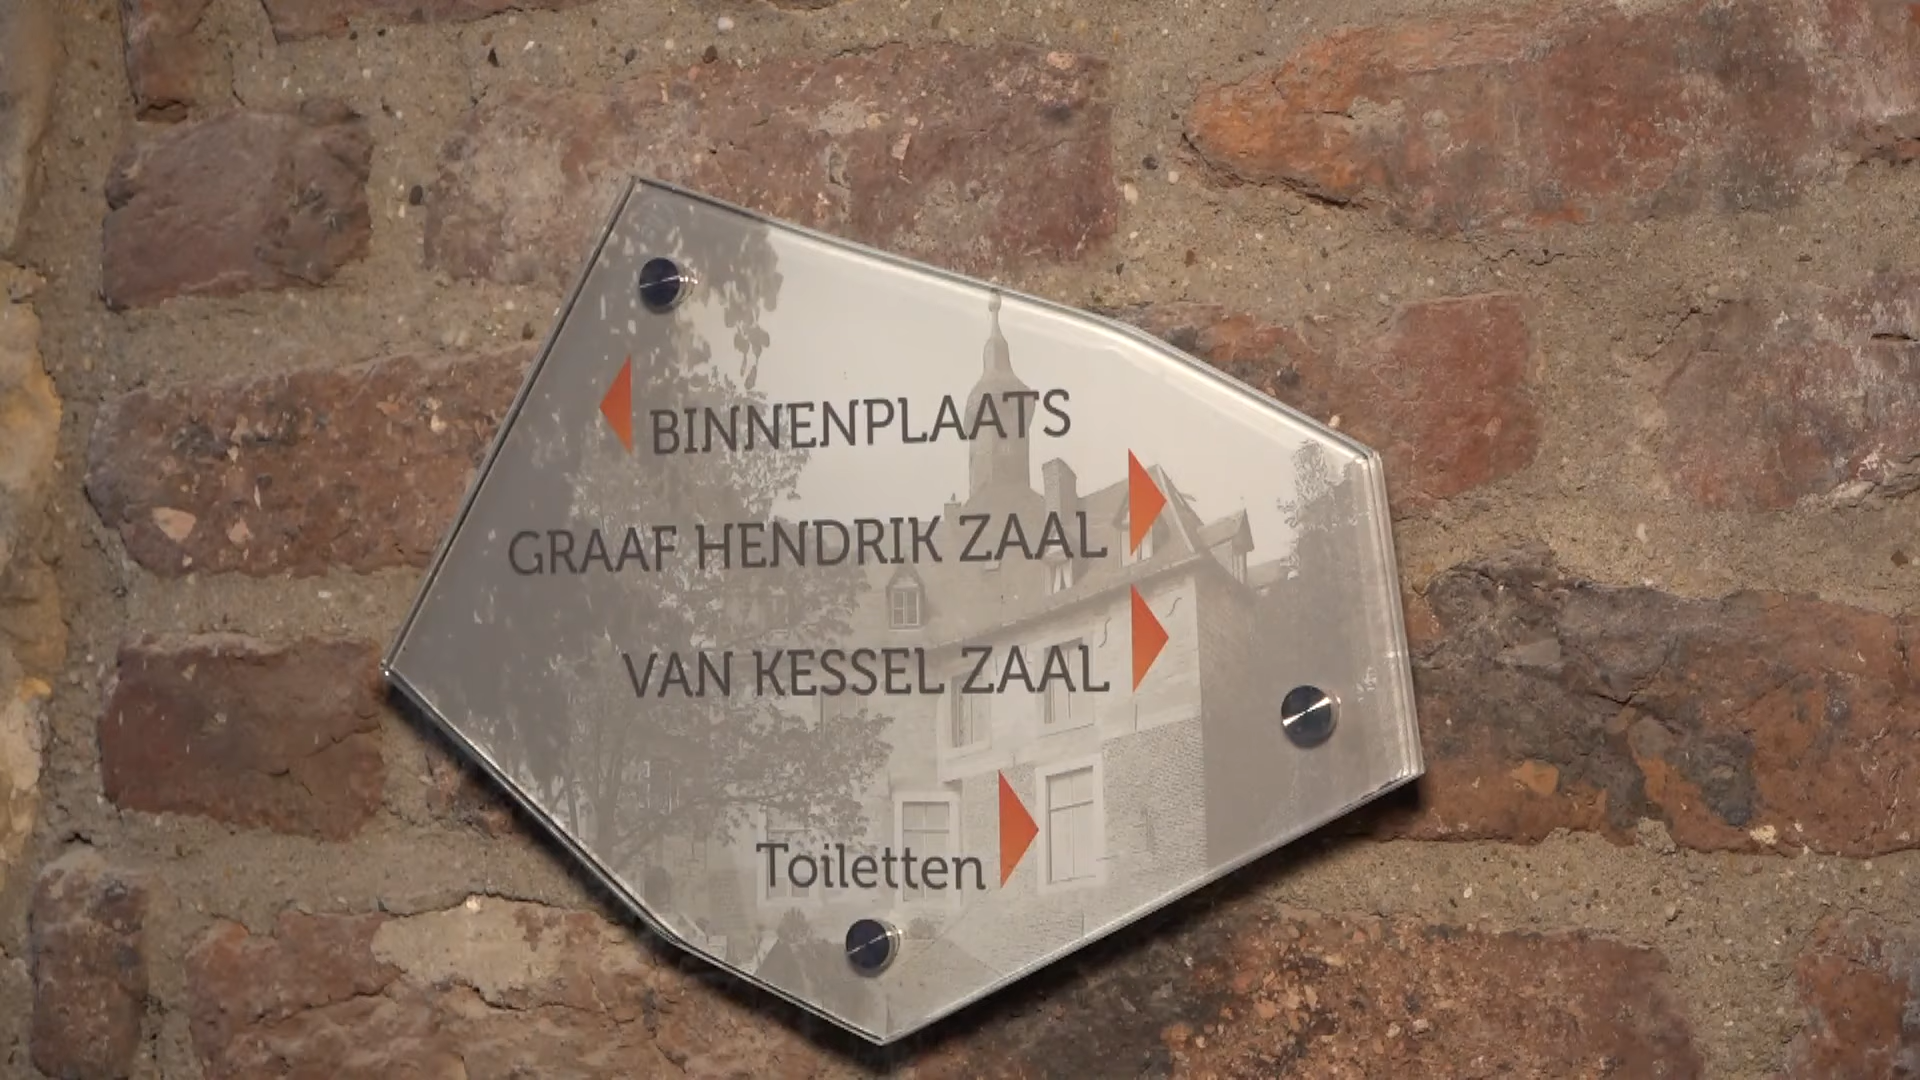 BINNENPLAATS
GRAAF HENDRIK ZAAL
VAN KESSEL ZAAL
Toiletten